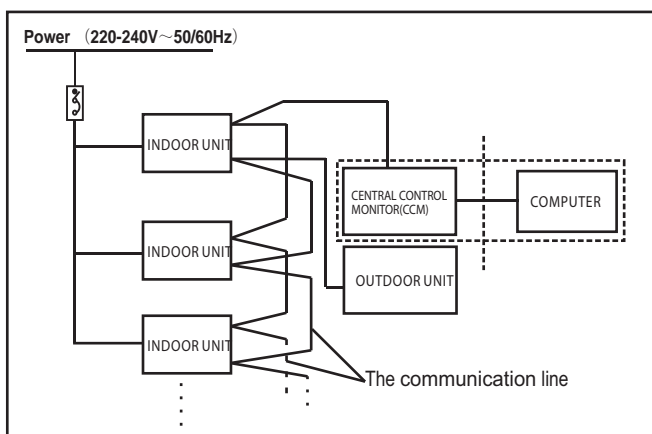 Power （220-240V～50/60Hz）
INDOOR UNIT
CENTRAL CONTROL
MONITOR(CCM)
COMPUTER
INDOOR UNIT
OUTDOOR UNIT
INDOOR UNIT
The communication line